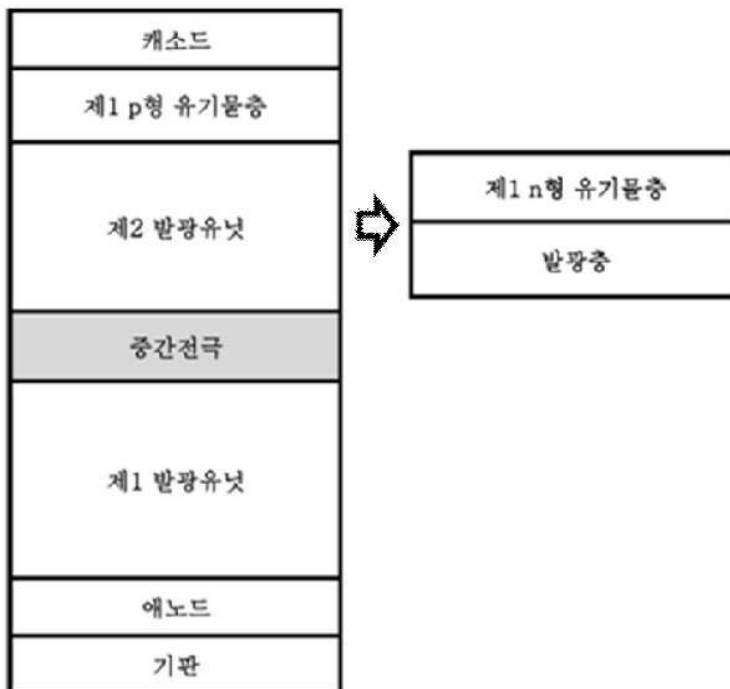 캐소드
제1 p형 유기물층
제2 발광유닛
제1 n형 유기물층
발광층
중간전극
제1 발광유닛
애노드
기판